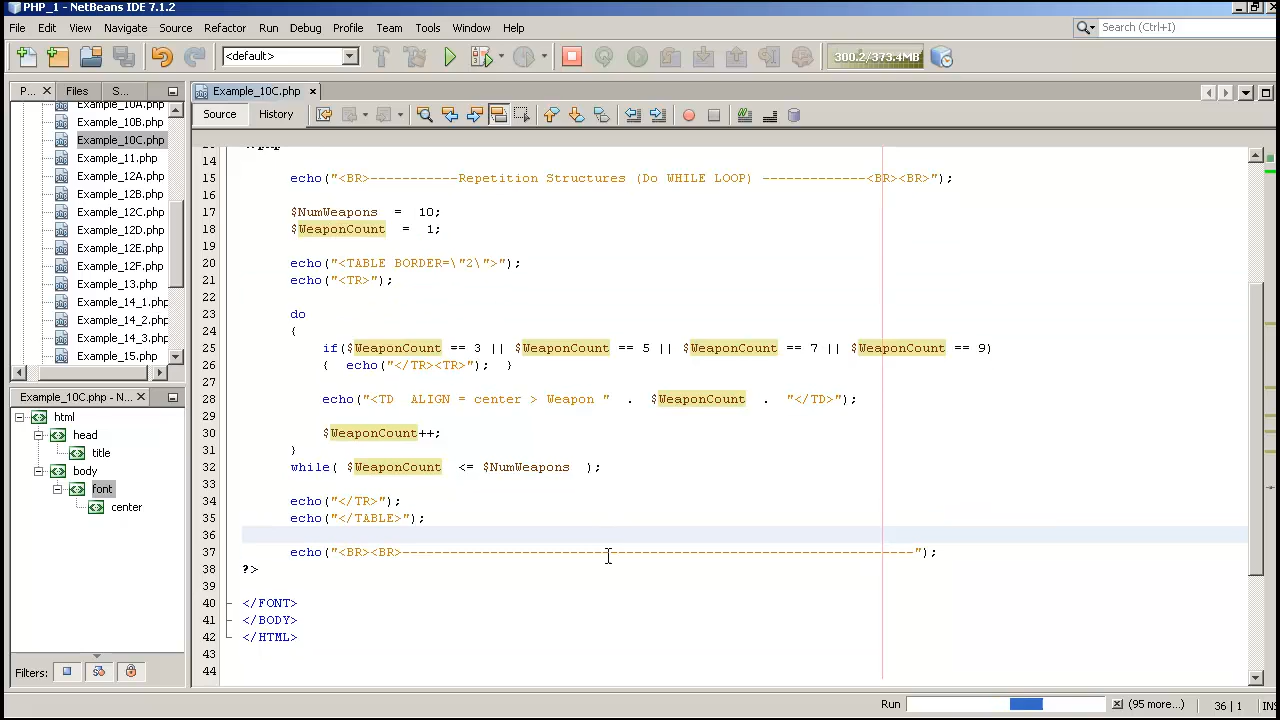 PHP_1 - NetBeans IDE 7.1.2
File Edit View Navigate Source Refactor Run Debug Profile Team Tools Window Help
Search (Ctrl+I)
<default>
300.2/373.4MB
P... Files S...
Example_10C.php
Source History
Example_10A.php
Example_10B.php
Example_10C.php
Example_11.php
Example_12A.php
Example_12B.php
Example_12C.php
Example_12D.php
Example_12E.php
Example_12F.php
Example_13.php
Example_14_1.php
Example_14_2.php
Example_14_3.php
Example_15.php
Example_10C.php - N...
html
head
title
body
font
center
Filters:
14
15 echo("<BR>-----------Repetition Structures (Do WHILE LOOP) -------------<BR><BR>");
16
17 $NumWeapons = 10;
18 $WeaponCount = 1;
19
20 echo("<TABLE BORDER=\"2\">");
21 echo("<TR>");
22
23 do
24 {
25 if($WeaponCount == 3 || $WeaponCount == 5 || $WeaponCount == 7 || $WeaponCount == 9)
26 { echo("</TR><TR>"); }
27
28 echo("<TD ALIGN = center > Weapon " . $WeaponCount . "</TD>");
29
30 $WeaponCount++;
31 }
32 while( $WeaponCount <= $NumWeapons );
33
34 echo("</TR>");
35 echo("</TABLE>");
36
37 echo("<BR><BR>----------------------------------------------------------------");
38 ?>
39
40 </FONT>
41 </BODY>
42 </HTML>
43
44
Run (95 more...) 36 | 1 IN